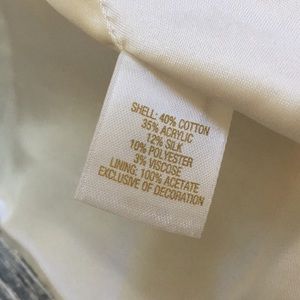 SHELL: 40% COTTON
35% ACRYLIC
12% SILK
10% POLYESTER
3% VISCOSE
LINING: 100% ACETATE
EXCLUSIVE OF DECORATION